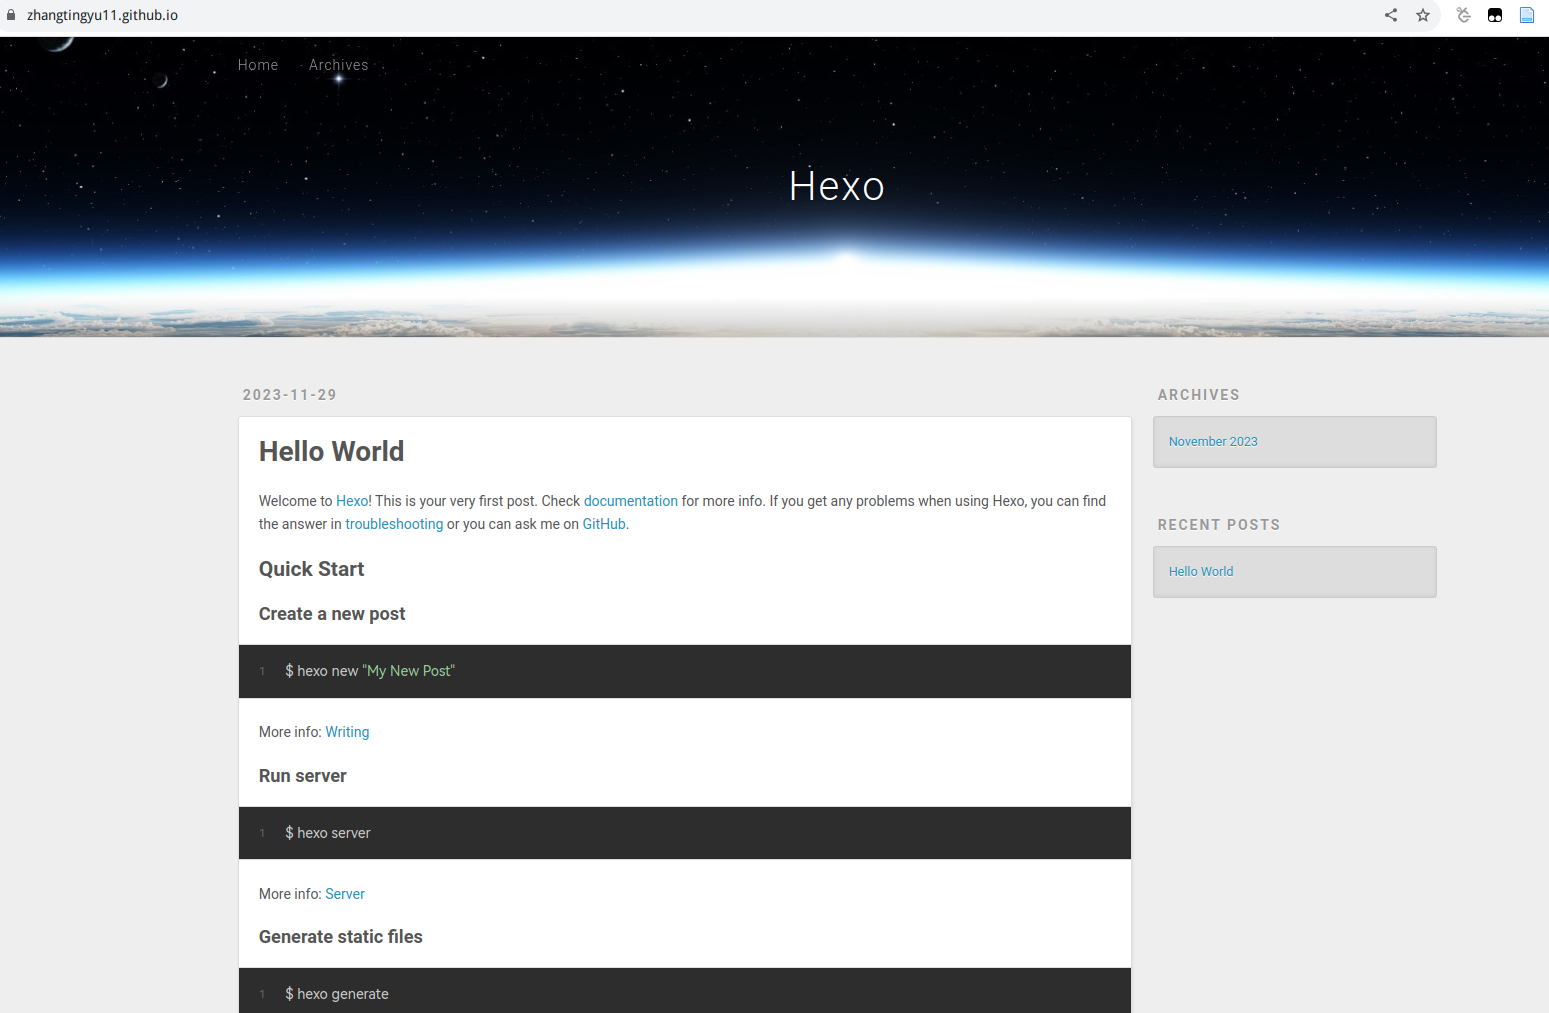 zhangtingyu11.github.io
Home Archives
Hexo
2023-11-29
Hello World
Welcome to Hexo! This is your very first post. Check documentation for more info. If you get any problems when using Hexo, you can find
the answer in troubleshooting or you can ask me on GitHub.
Quick Start
Create a new post
1 $ hexo new "My New Post"
More info: Writing
Run server
1 $ hexo server
More info: Server
Generate static files
1 $ hexo generate
ARCHIVES
November 2023
RECENT POSTS
Hello World